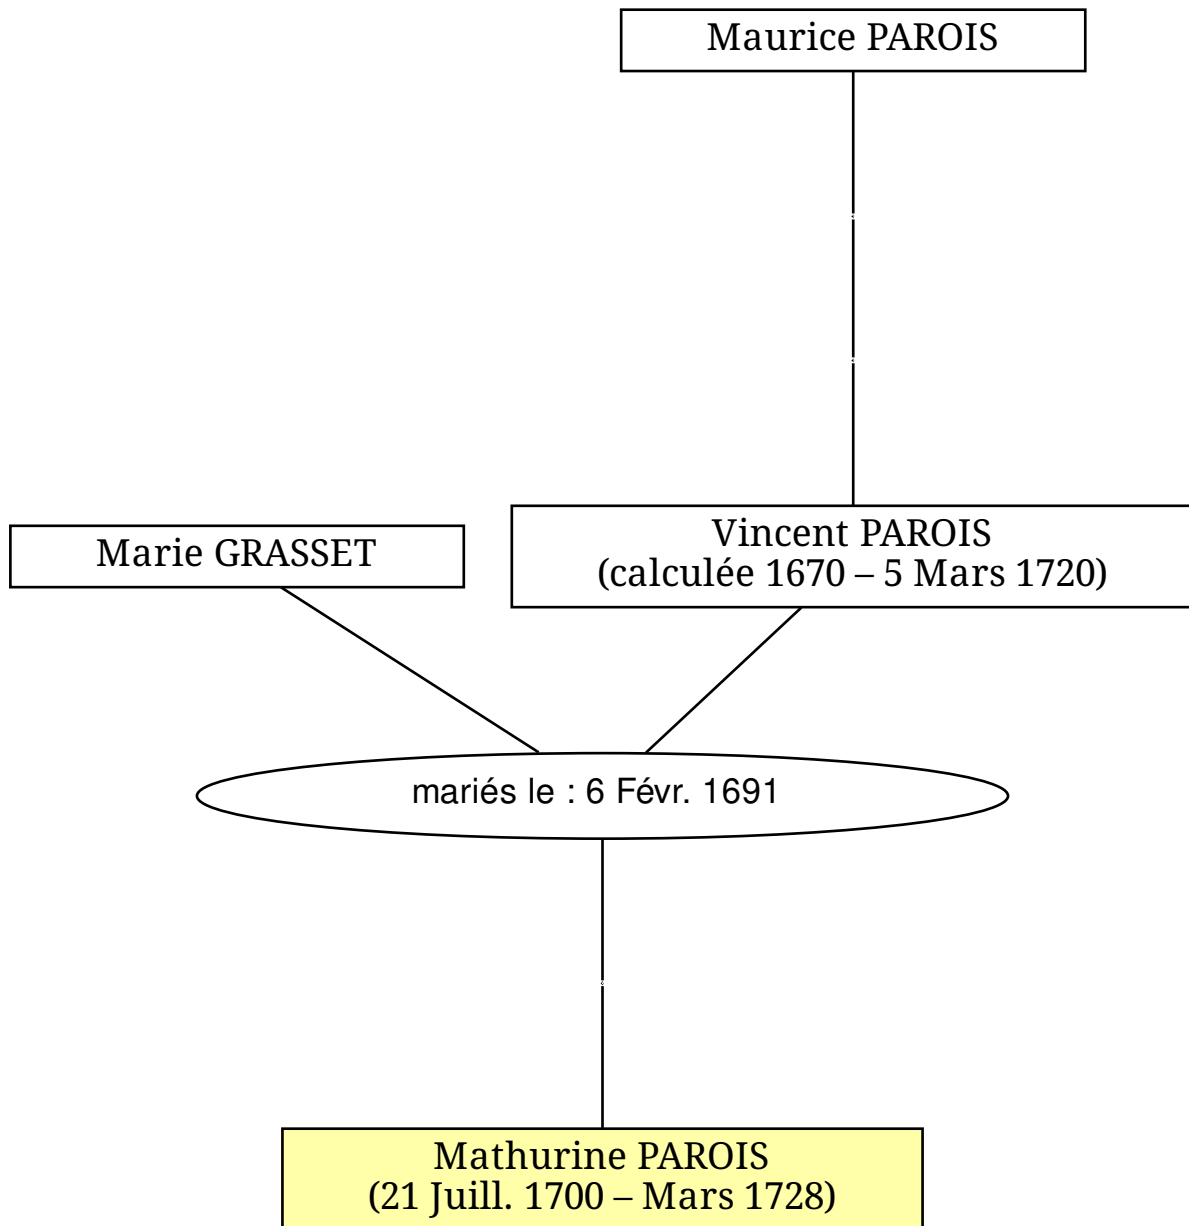 Maurice PAROIS
Marie GRASSET
Vincent PAROIS
(calculée 1670 – 5 Mars 1720)
mariés le : 6 Févr. 1691
Mathurine PAROIS
(21 Juill. 1700 – Mars 1728)